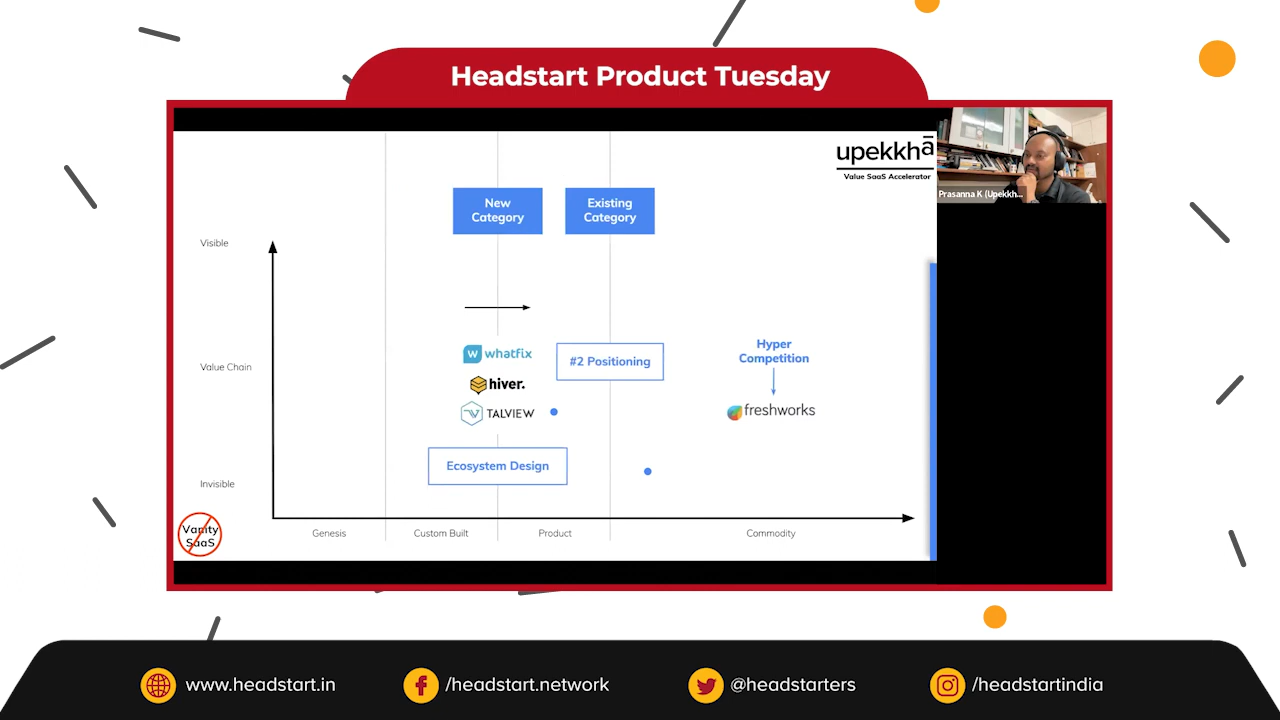 Headstart Product Tuesday
upekkhā
Value SaaS Accelerator
Prasanna K (Upekkh...
New
Category
Existing
Category
Visible
whatfix
#2 Positioning
Hyper
Competition
Value Chain
hiver.
TALVIEW
freshworks
Ecosystem Design
Invisible
Vanity
SaaS
Genesis
Custom Built
Product
Commodity
www.headstart.in
/headstart.network
@headstarters
/headstartindia